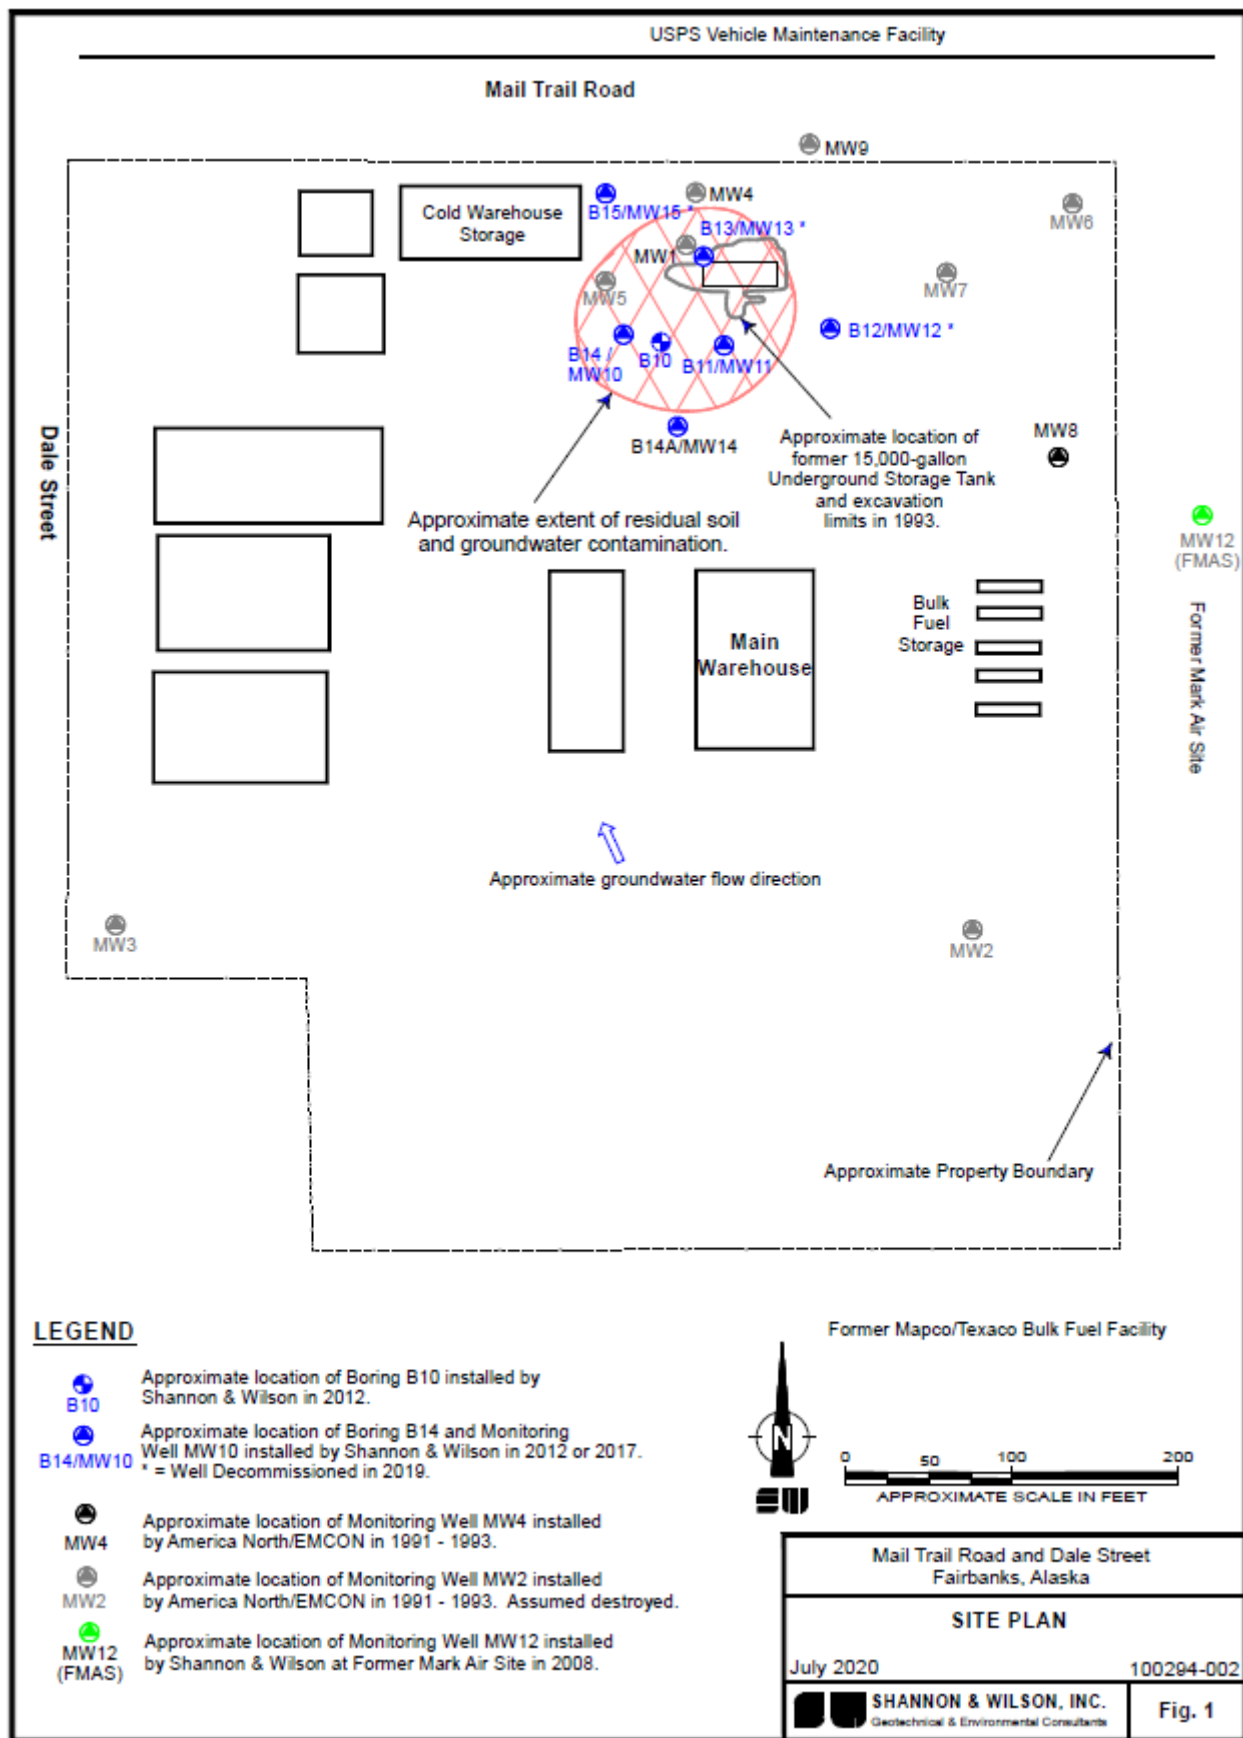 USPS Vehicle Maintenance Facility
Mail Trail Road
MW9
Cold Warehouse
Storage
B15/MW15 *
MW4
B13/MW13 *
MW1
MW6
MW5
MW7
B12/MW12 *
B14 /
MW10
B10
B11/MW11
B14A/MW14
MW8
Dale Street
Approximate location of
former 15,000-gallon
Underground Storage Tank
and excavation
limits in 1993.
Approximate extent of residual soil
and groundwater contamination.
MW12
(FMAS)
Former Mark Air Site
Bulk
Fuel
Storage
Main
Warehouse
Approximate groundwater flow direction
MW3
MW2
Approximate Property Boundary
LEGEND
B10
Approximate location of Boring B10 installed by
Shannon & Wilson in 2012.
B14/MW10
Approximate location of Boring B14 and Monitoring
Well MW10 installed by Shannon & Wilson in 2012 or 2017.
* = Well Decommissioned in 2019.
MW4
Approximate location of Monitoring Well MW4 installed
by America North/EMCON in 1991 - 1993.
MW2
Approximate location of Monitoring Well MW2 installed
by America North/EMCON in 1991 - 1993. Assumed destroyed.
MW12
(FMAS)
Approximate location of Monitoring Well MW12 installed
by Shannon & Wilson at Former Mark Air Site in 2008.
Former Mapco/Texaco Bulk Fuel Facility
N
0 50 100 200
APPROXIMATE SCALE IN FEET
Mail Trail Road and Dale Street
Fairbanks, Alaska
SITE PLAN
July 2020 100294-002
SHANNON & WILSON, INC.
Geotechnical & Environmental Consultants
Fig. 1